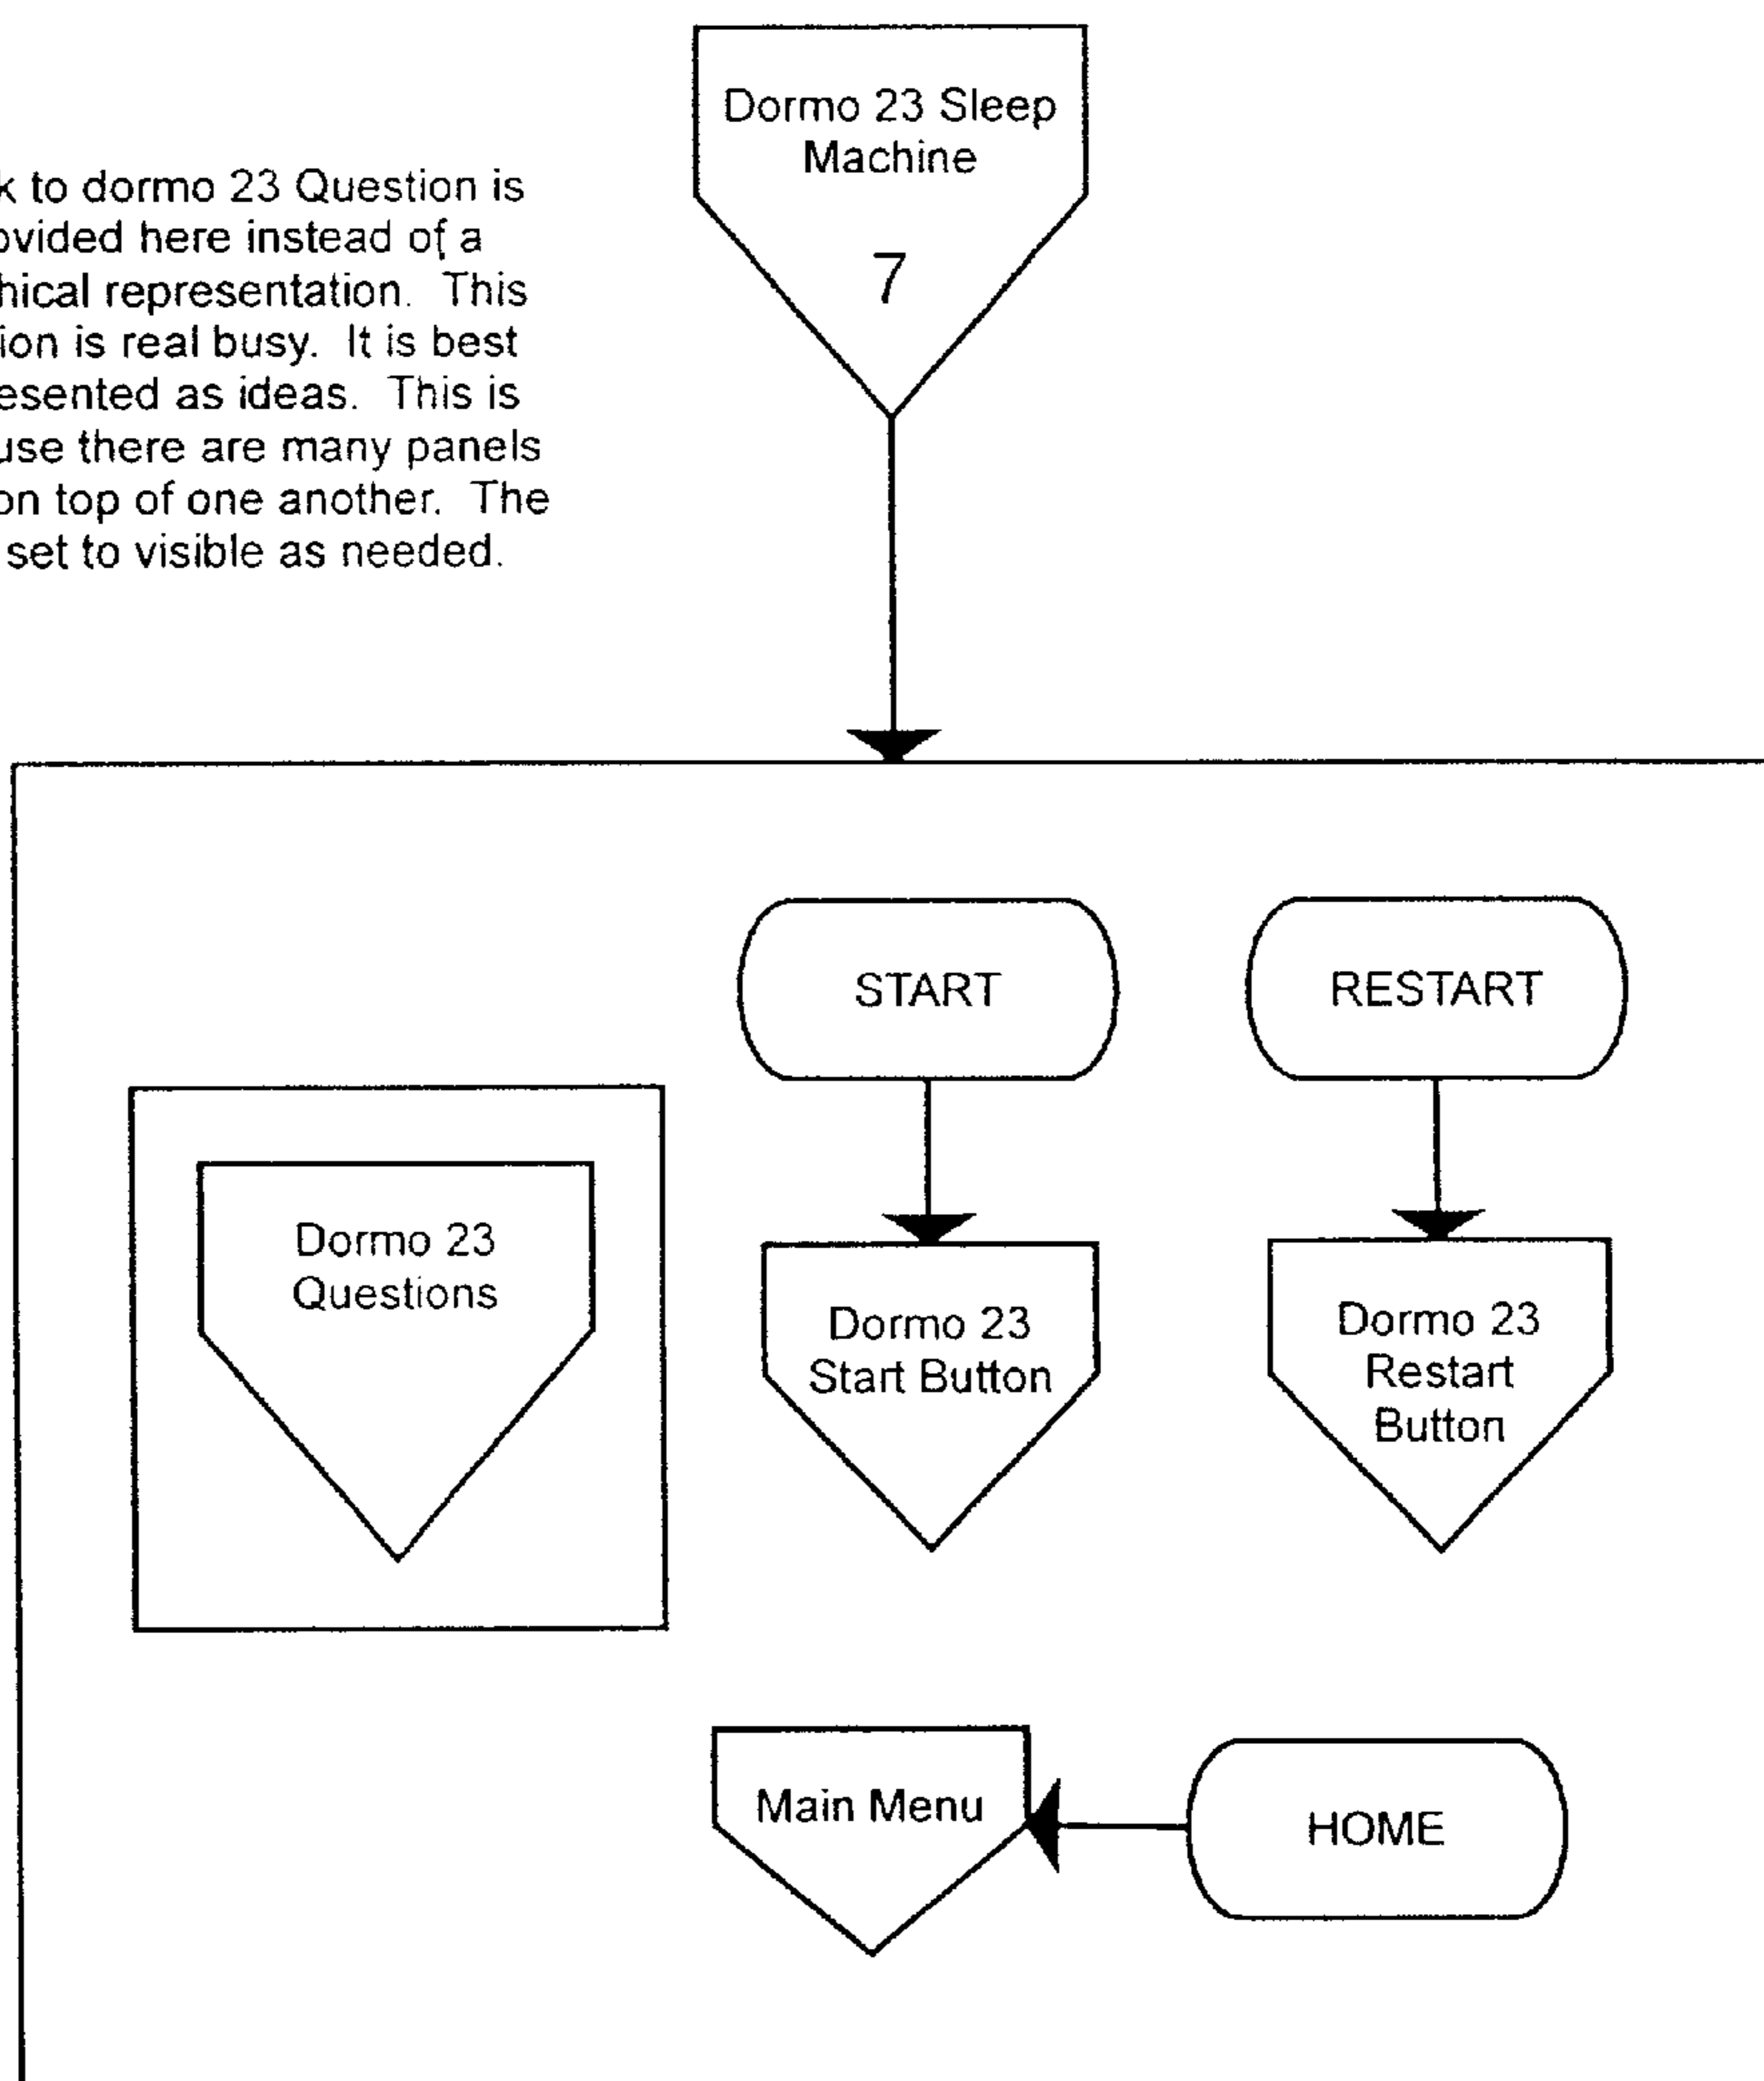 Dormo 23 Sleep
Machine
7
k to dormo 23 Question is
ovided here instead of a
hical representation. This
ion is real busy. It is best
esented as ideas. This is
use there are many panels
on top of one another. The
set to visible as needed.
START
RESTART
Dormo 23
Questions
Dormo 23
Start Button
Dormo 23
Restart
Button
Main Menu
HOME